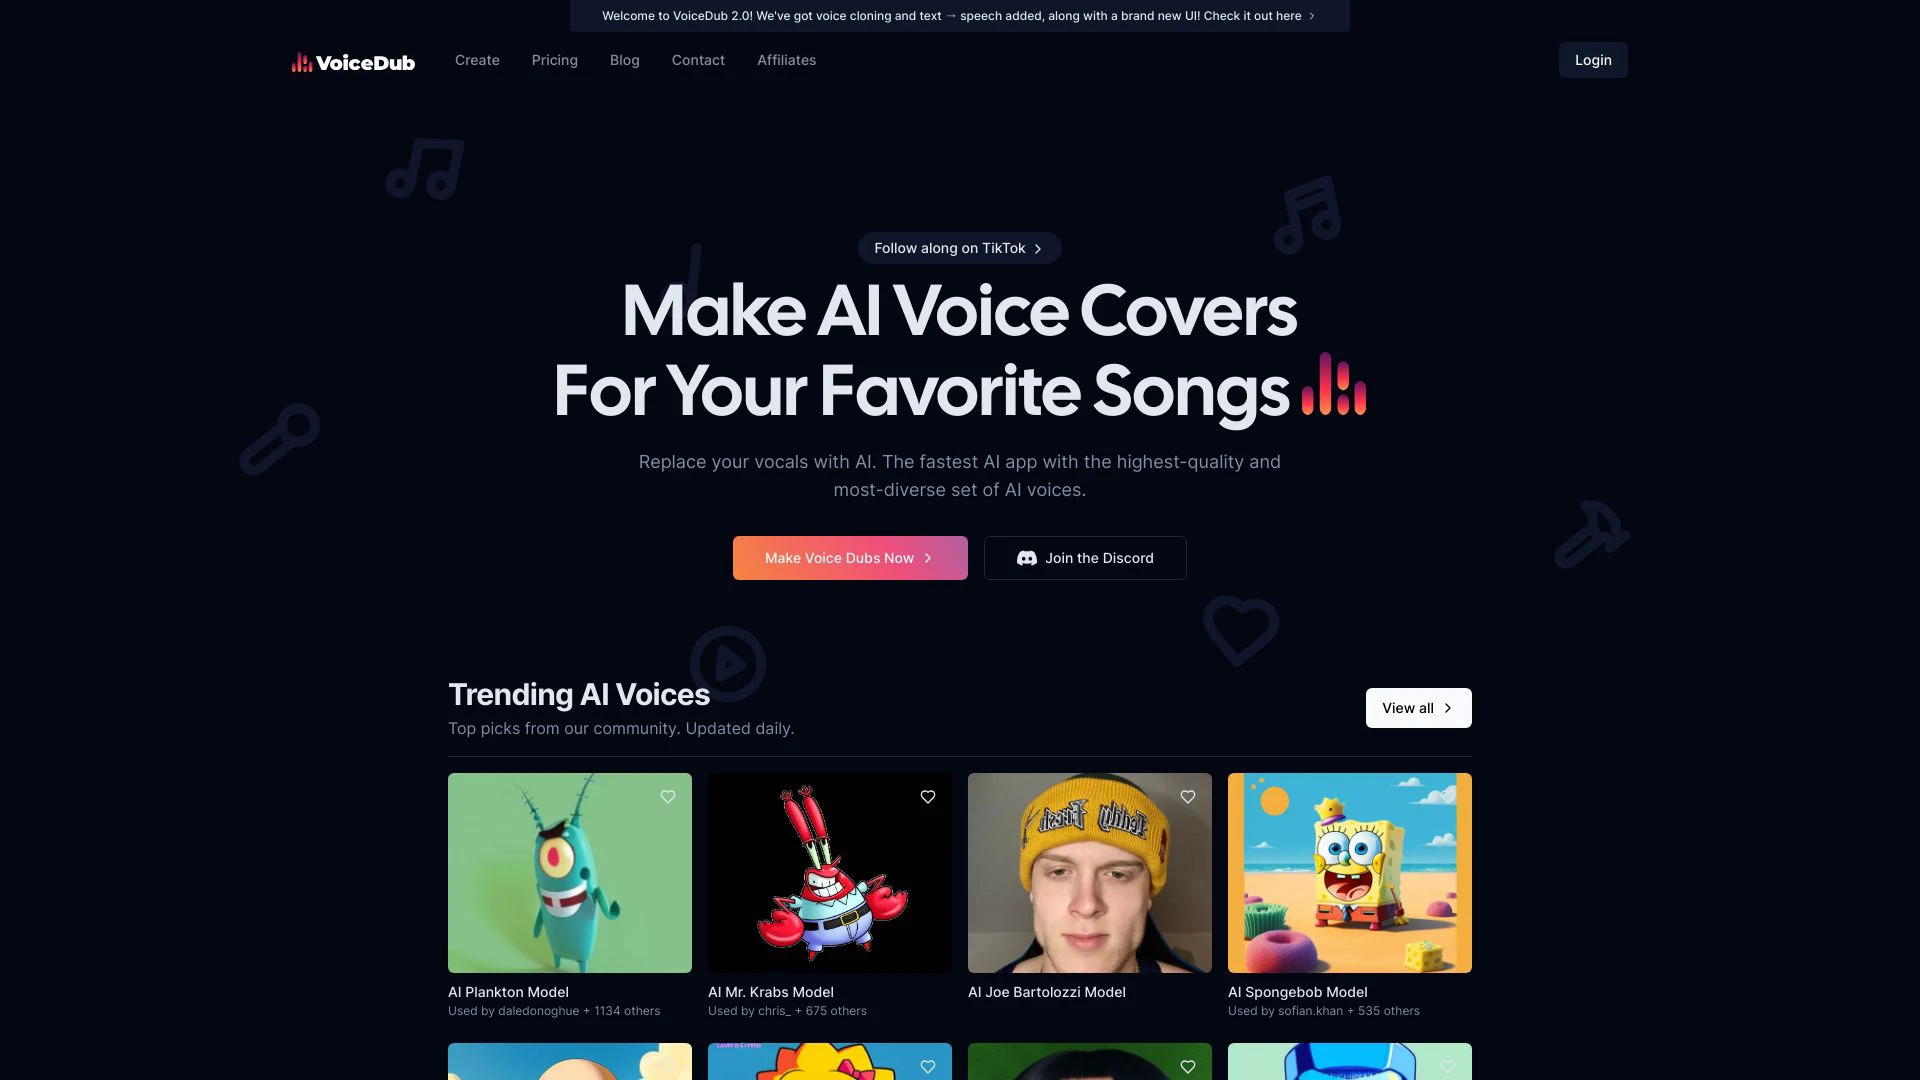 Welcome to VoiceDub 2.0! We've got voice cloning and text → speech added, along with a brand new UI! Check it out here
VoiceDub
Create
Pricing
Blog
Contact
Affiliates
Login
Follow along on TikTok
Make AI Voice Covers
For Your Favorite Songs
Replace your vocals with AI. The fastest AI app with the highest-quality and
most-diverse set of AI voices.
Make Voice Dubs Now
Join the Discord
Trending AI Voices
Top picks from our community. Updated daily.
View all
Teddy Fresh
AI Plankton Model
Used by daledonoghue + 1134 others
AI Mr. Krabs Model
Used by chris_ + 675 others
AI Joe Bartolozzi Model
AI Spongebob Model
Used by sofian.khan + 535 others